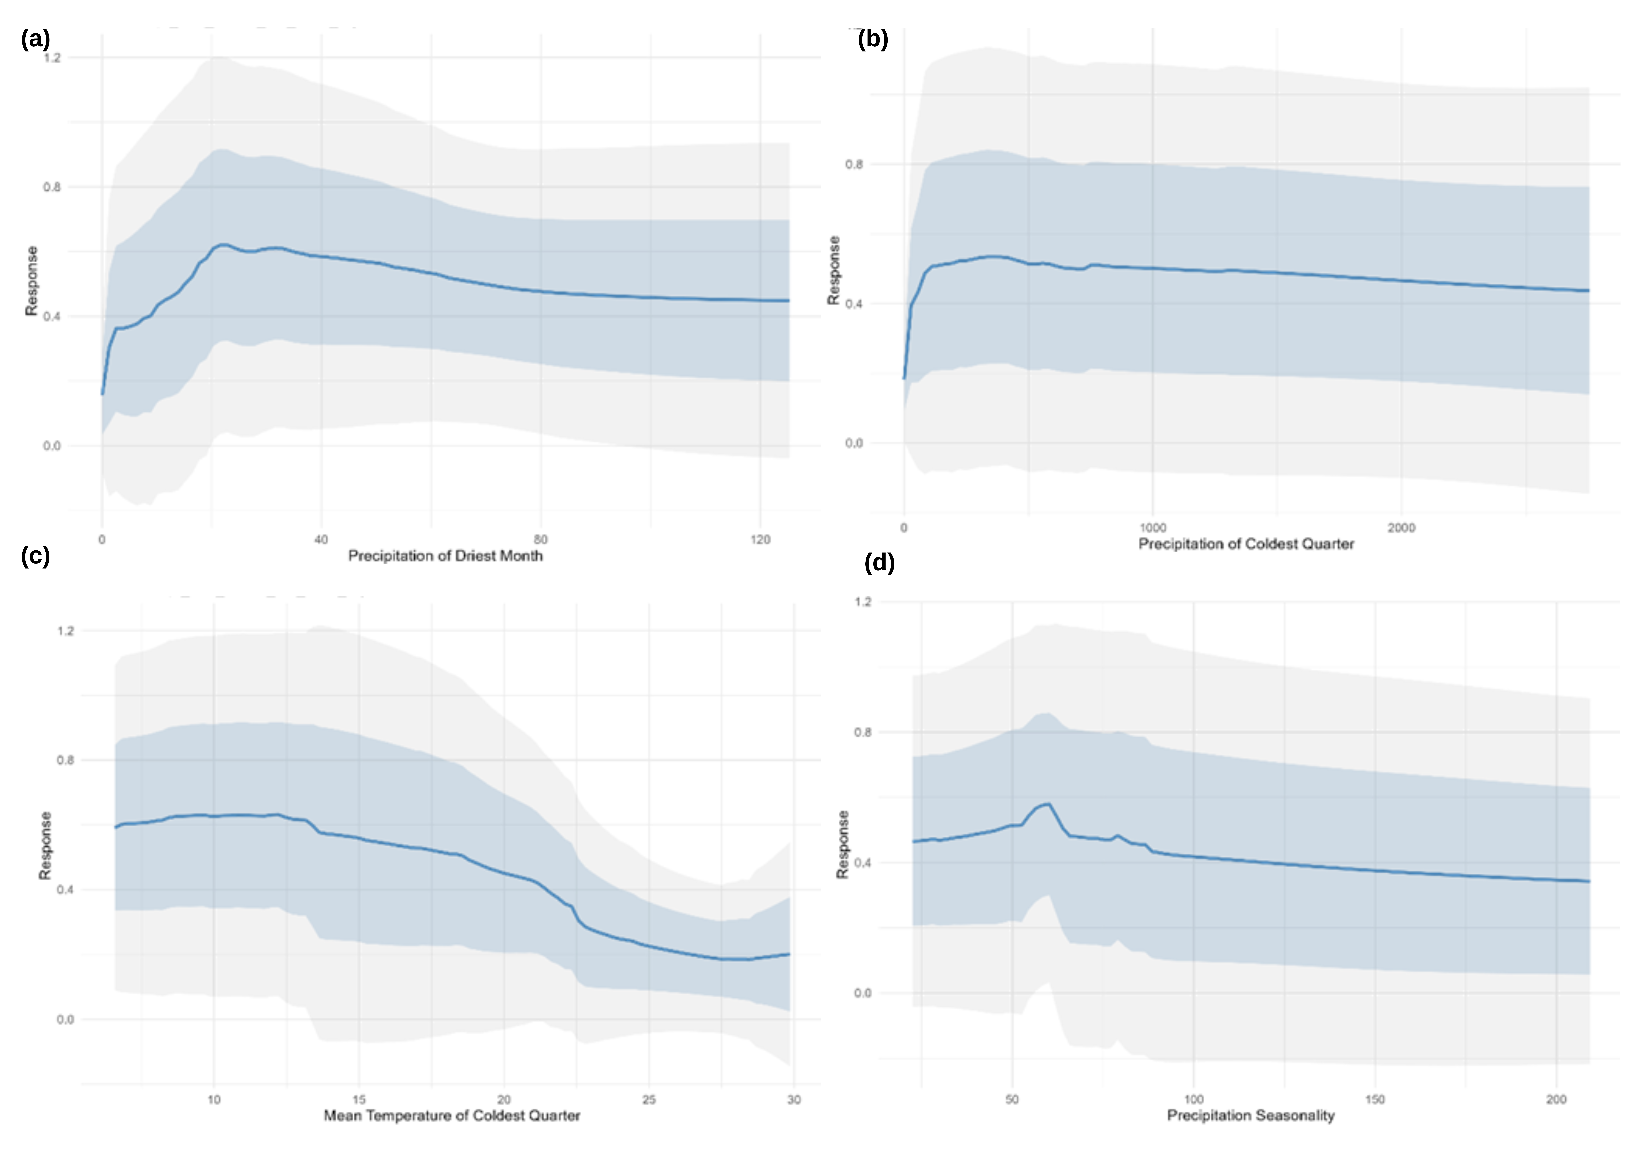 (a)
1.2
0.8
0.4
0.0
Response
0
40
80
120
Precipitation of Driest Month
(b)
0.8
0.4
0.0
Response
0
1000
2000
Precipitation of Coldest Quarter
(c)
1.2
0.8
0.4
0.0
Response
10
15
20
25
30
Mean Temperature of Coldest Quarter
(d)
1.2
0.8
0.4
0.0
Response
50
100
150
200
Precipitation Seasonality